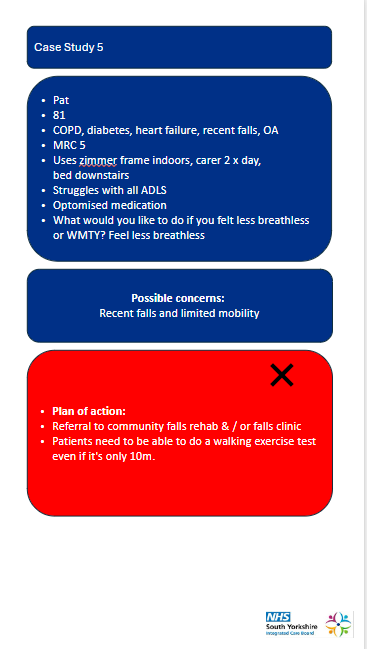 Case Study 5
• Pat
• 81
• COPD, diabetes, heart failure, recent falls, OA
• MRC 5
• Uses zimmer frame indoors, carer 2 x day,
bed downstairs
• Struggles with all ADLS
• Optomised medication
• What would you like to do if you felt less breathless
or WMTY? Feel less breathless
Possible concerns:
Recent falls and limited mobility
• Plan of action:
• Referral to community falls rehab & / or falls clinic
• Patients need to be able to do a walking exercise test
even if it's only 10m.
NHS
South Yorkshire
Integrated Care Board